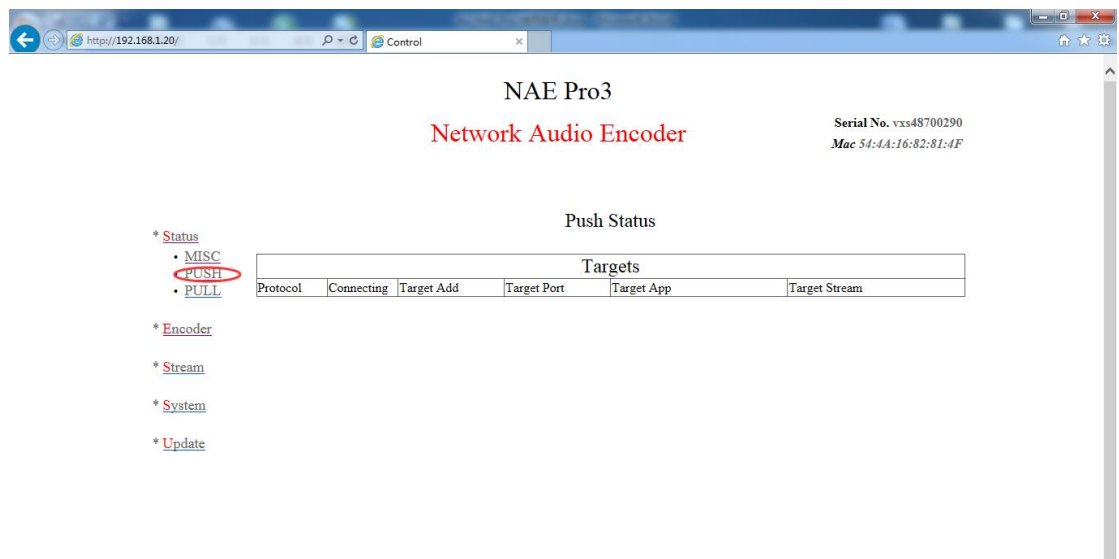 http://192.168.1.20/
Control
NAE Pro3
Network Audio Encoder
Serial No. vxs48700290
Mac 54:4A:16:82:81:4F
Push Status
* Status
• MISC
• PUSH
• PULL
Targets
Protocol Connecting Target Add Target Port Target App Target Stream
* Encoder
* Stream
* System
* Update